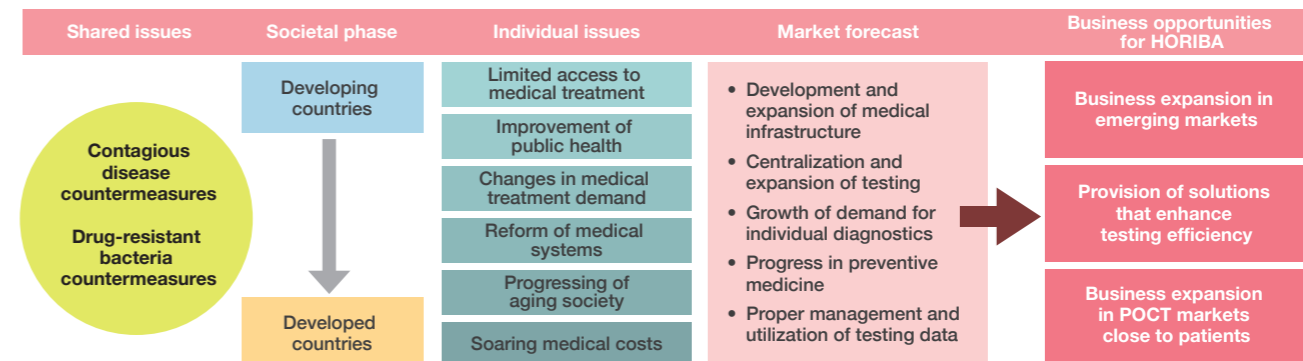 Shared issues
Societal phase
Individual issues
Market forecast
Business opportunities
for HORIBA
Contagious
disease
countermeasures
Drug-resistant
bacteria
countermeasures
Developing
countries
Developed
countries
Limited access to
medical treatment
Improvement of
public health
Changes in medical
treatment demand
Reform of medical
systems
Progressing of
aging society
Soaring medical costs
• Development and
expansion of medical
infrastructure
• Centralization and
expansion of testing
• Growth of demand for
individual diagnostics
• Progress in preventive
medicine
• Proper management and
utilization of testing data
Business expansion in
emerging markets
Provision of solutions
that enhance
testing efficiency
Business expansion
in POCT markets
close to patients